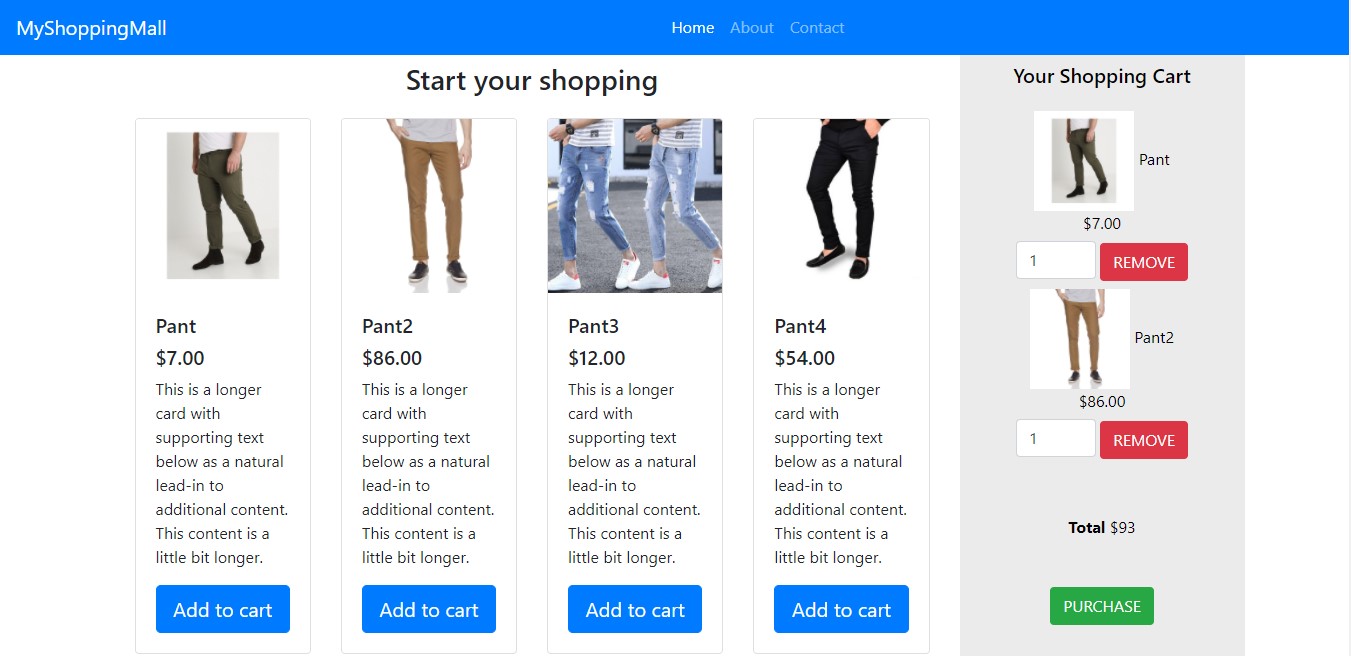 MyShoppingMall
Home About Contact
Start your shopping
Pant
$7.00
This is a longer
card with
supporting text
below as a natural
lead-in to
additional content.
This content is a
little bit longer.
Add to cart
Pant2
$86.00
This is a longer
card with
supporting text
below as a natural
lead-in to
additional content.
This content is a
little bit longer.
Add to cart
Pant3
$12.00
This is a longer
card with
supporting text
below as a natural
lead-in to
additional content.
This content is a
little bit longer.
Add to cart
Pant4
$54.00
This is a longer
card with
supporting text
below as a natural
lead-in to
additional content.
This content is a
little bit longer.
Add to cart
Your Shopping Cart
Pant
$7.00
1 REMOVE
Pant2
$86.00
1 REMOVE
Total $93
PURCHASE